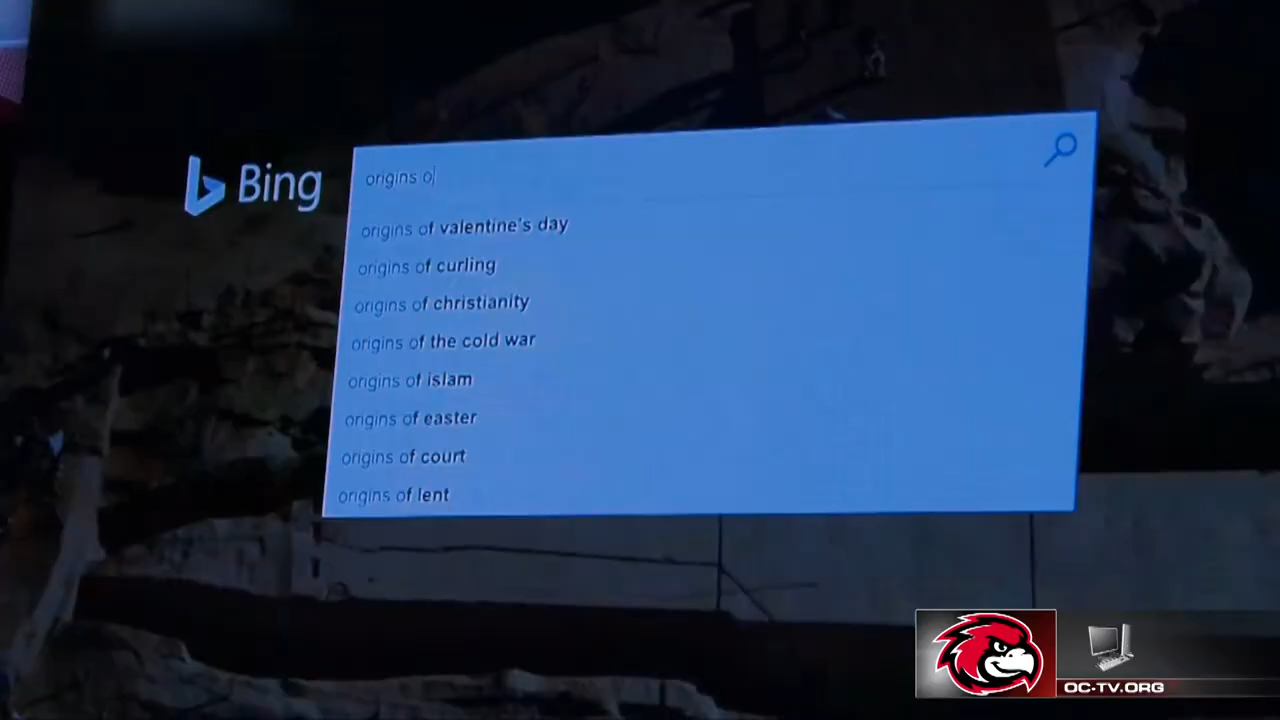 Bing
origins o
origins of valentine's day
origins of curling
origins of christianity
origins of the cold war
origins of islam
origins of easter
origins of court
origins of lent
OC-TV.ORG